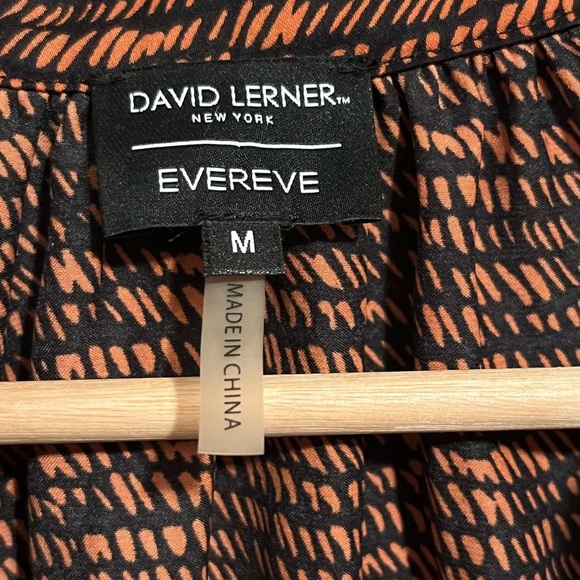 DAVID LERNER™
NEW YORK
EVEREVE
M
MADE IN CHINA